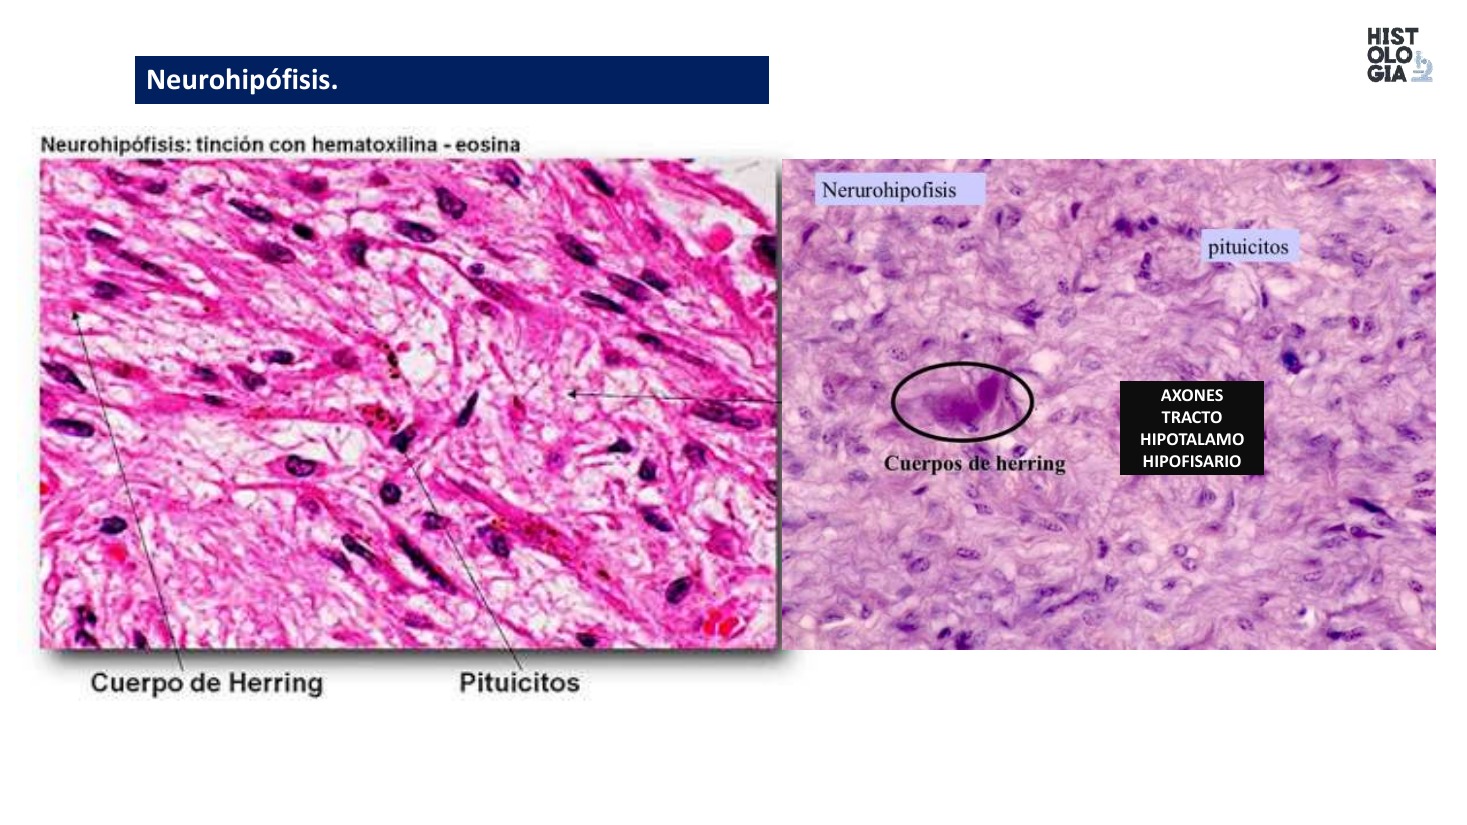 HIST
OLO
GIA
Neurohipófisis.
Neurohipófisis: tinción con hematoxilina - eosina
Nerurohipofisis
pituicitos
AXONES
TRACTO
HIPOTALAMO
HIPOFISARIO
Cuerpos de herring
Cuerpo de Herring
Pituicitos